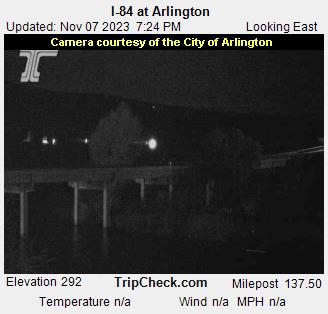 I-84 at Arlington
Updated: Nov 07 2023 7:24 PM Looking East
Camera courtesy of the City of Arlington
Elevation 292 TripCheck.com Milepost 137.50
Temperature n/a Wind n/a MPH n/a